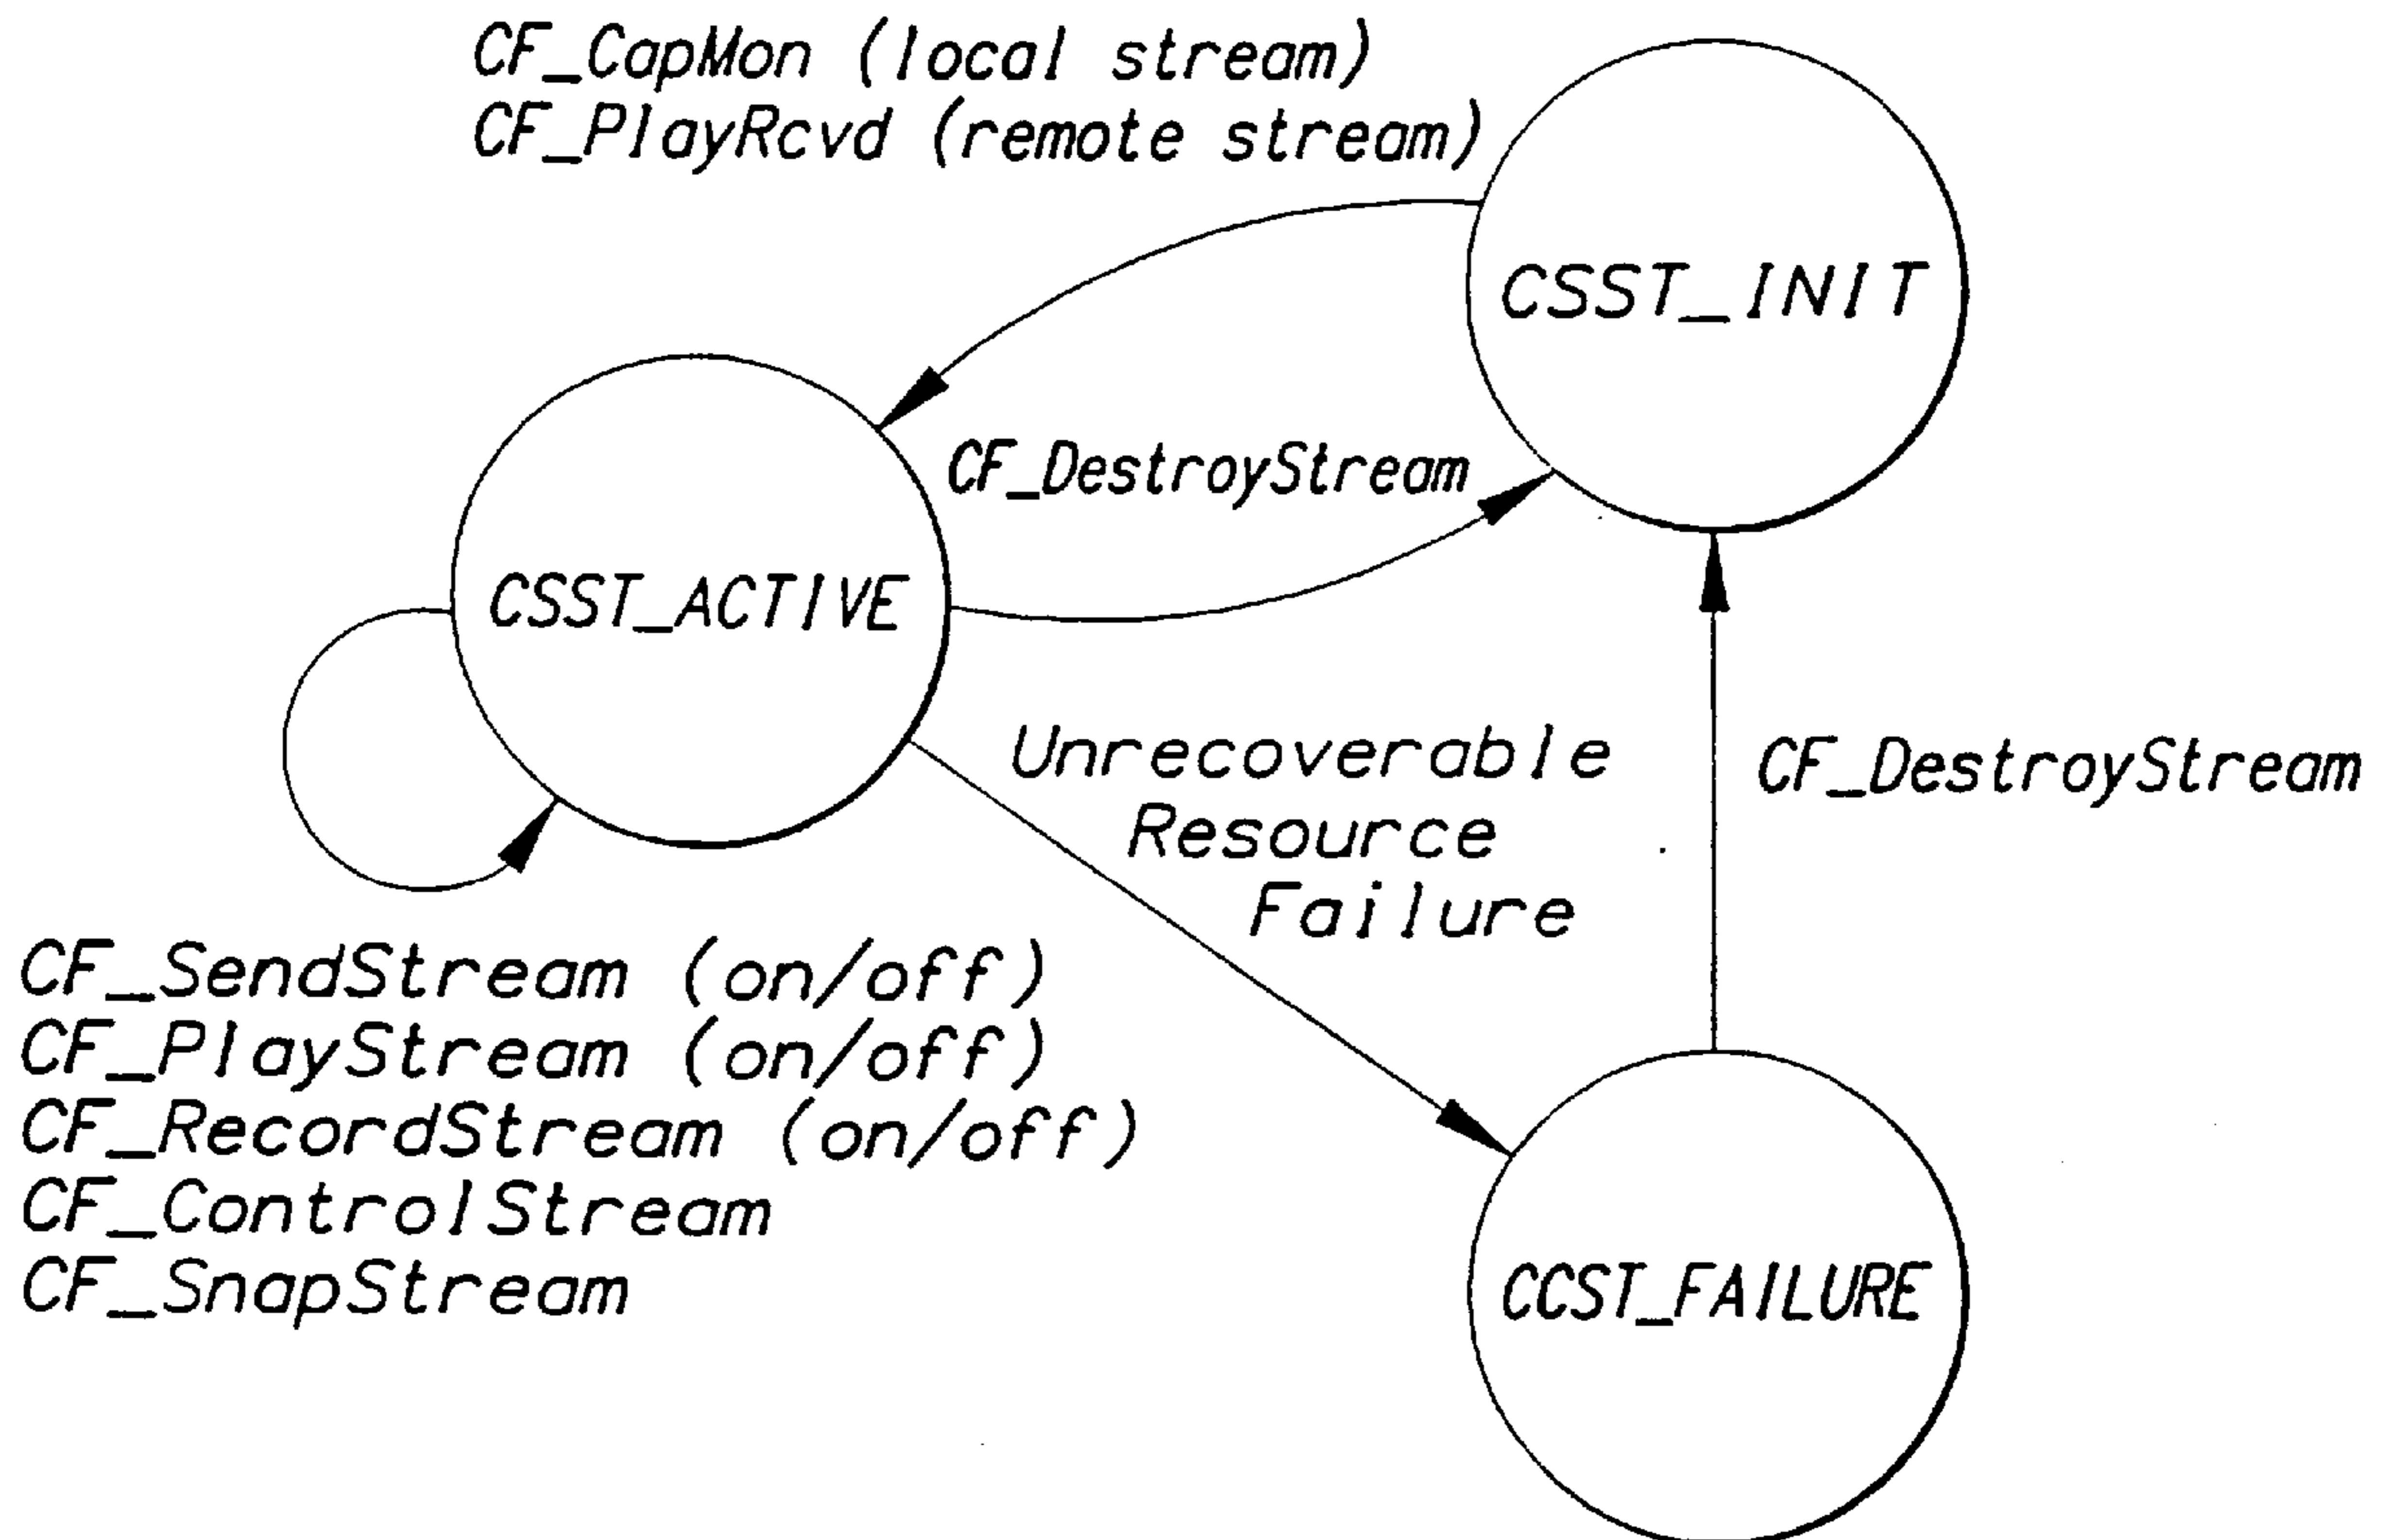 CF_CapMon (local stream)
CF_PlayRcvd (remote stream)
CSST_INIT
CF_DestroyStream
CSST_ACTIVE
Unrecoverable
Resource
Failure
CF_DestroyStream
CF_SendStream (on/off)
CF_PlayStream (on/off)
CF_RecordStream (on/off)
CF_ControlStream
CF_SnapStream
CCST_FAILURE